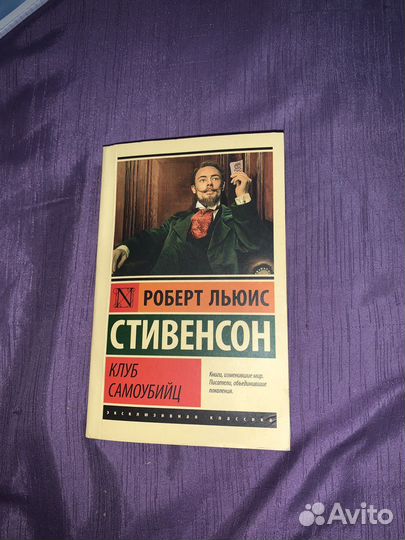 N
РОБЕРТ ЛЬЮИС
СТИВЕНСОН
КЛУБ
САМОУБИЙЦ
Книги, изменившие мир.
Писатели, объединившие
поколения.
ЭКСКЛЮЗИВНАЯ КЛАССИКА
Avito